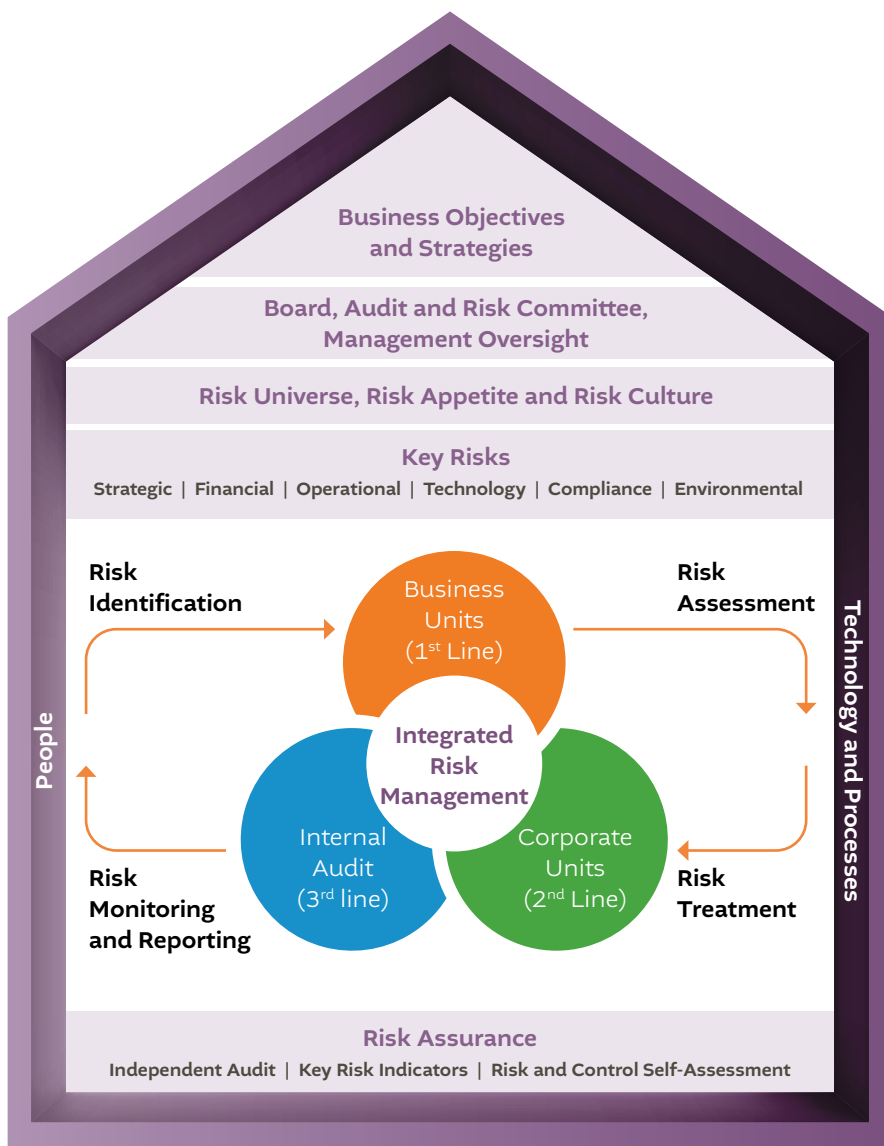 Business Objectives
and Strategies
Board, Audit and Risk Committee,
Management Oversight
Risk Universe, Risk Appetite and Risk Culture
Key Risks
Strategic | Financial | Operational | Technology | Compliance | Environmental
Risk
Identification
Business
Units
(1st Line)
Risk
Assessment
People
Integrated
Risk
Management
Technology and Processes
Internal
Audit
(3rd line)
Corporate
Units
(2nd Line)
Risk
Monitoring
and Reporting
Risk
Treatment
Risk Assurance
Independent Audit | Key Risk Indicators | Risk and Control Self-Assessment